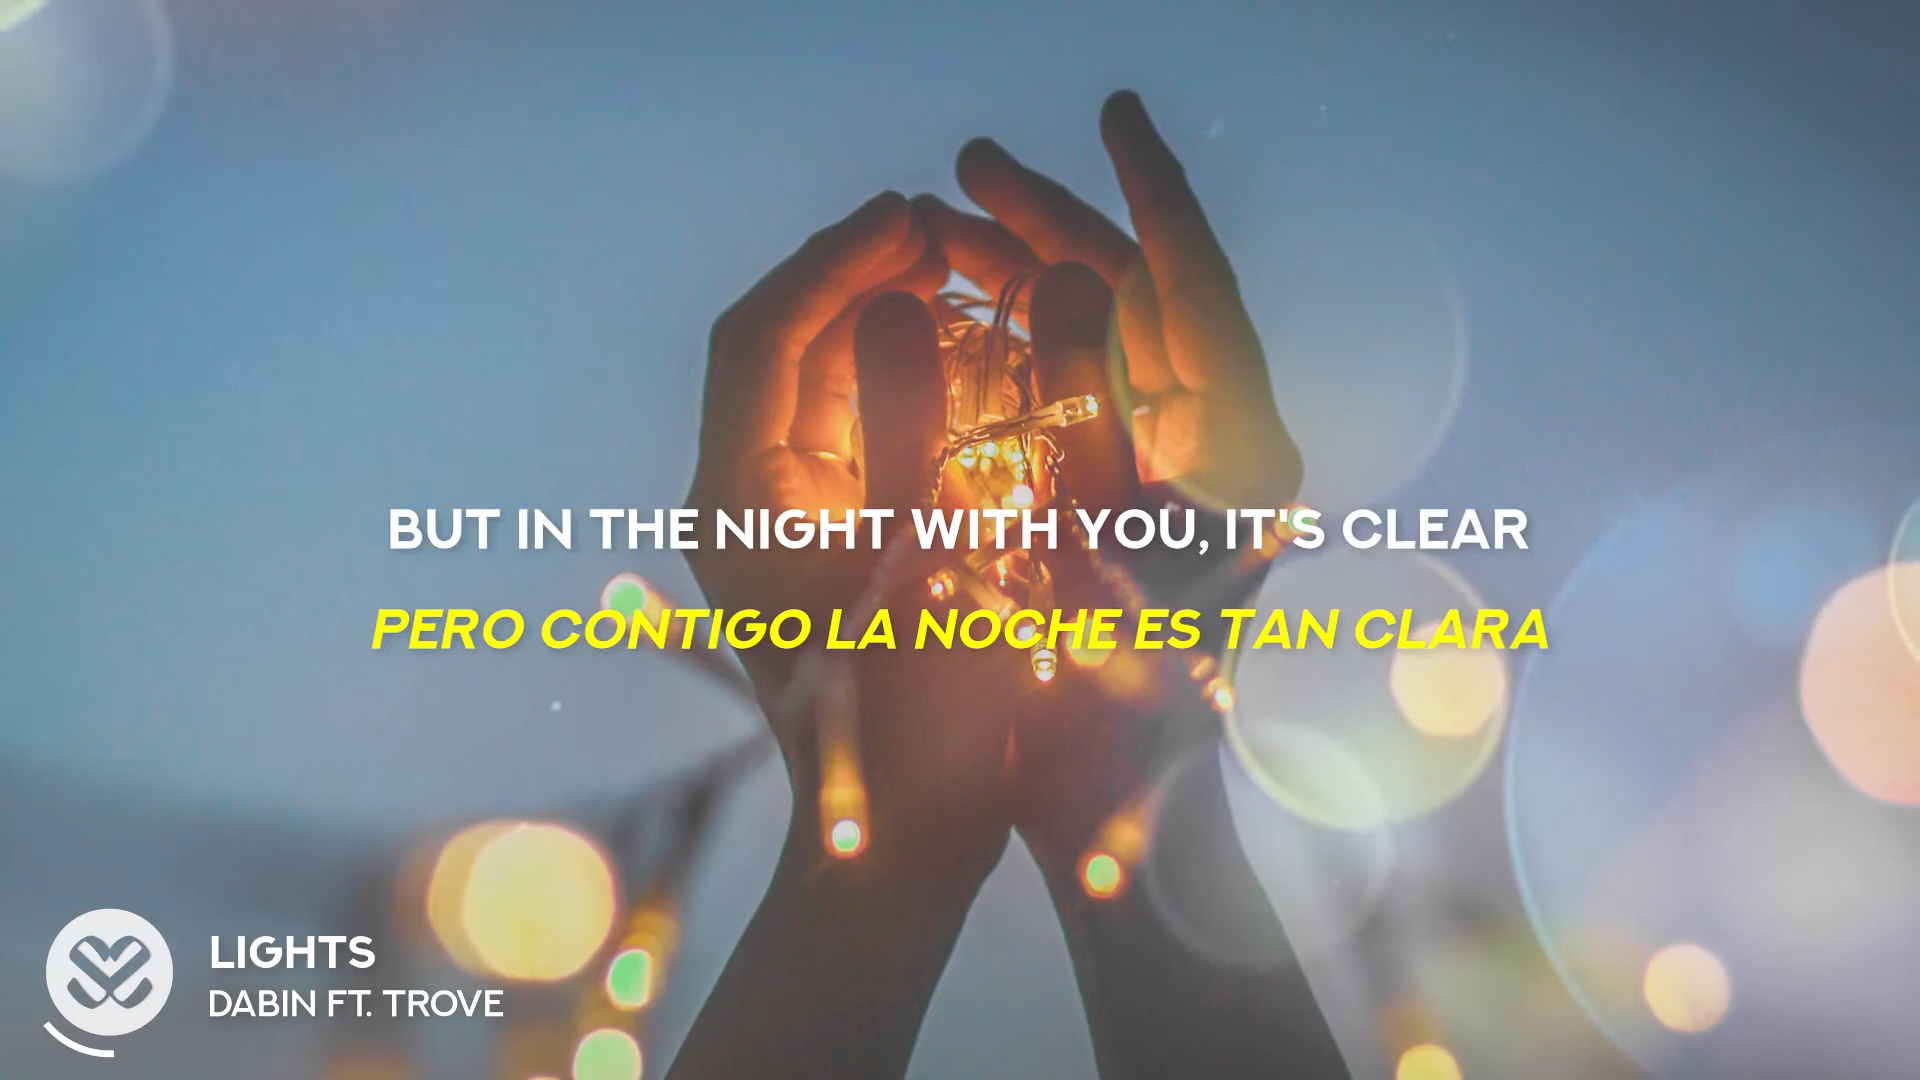 BUT IN THE NIGHT WITH YOU, IT'S CLEAR
PERO CONTIGO LA NOCHE ES TAN CLARA
LIGHTS
DABIN FT. TROVE